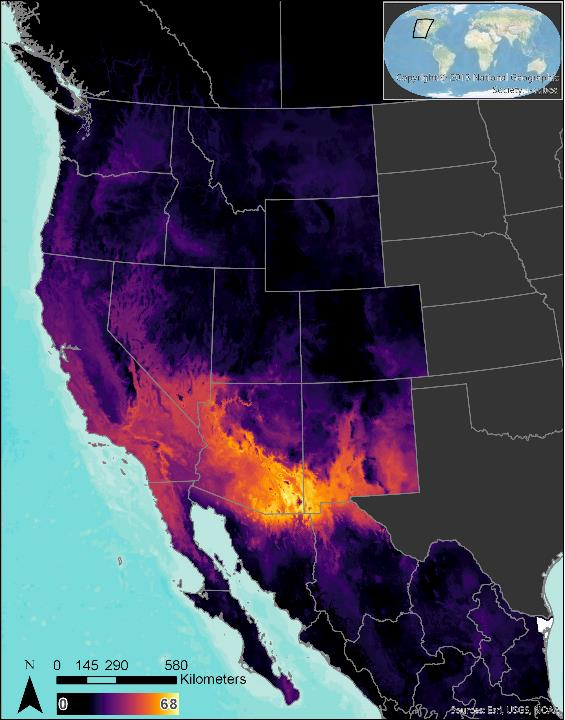 Copyright:© 2013 National Geographic
Society, i-cubed
N
0 145 290 580
Kilometers
0 68
Sources: Esri, USGS, NOAA